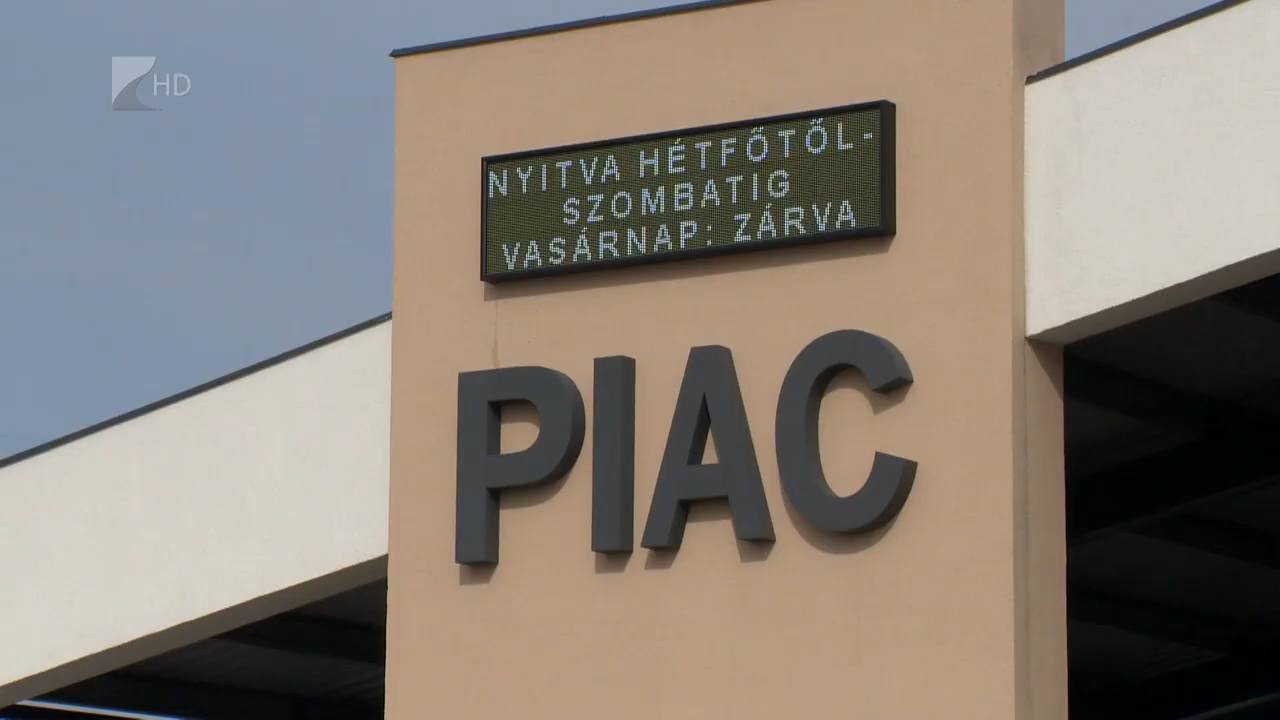 HD
NYITVA HÉTFŐTŐL-
SZOMBATIG
VASÁRNAP: ZÁRVA
PIAC